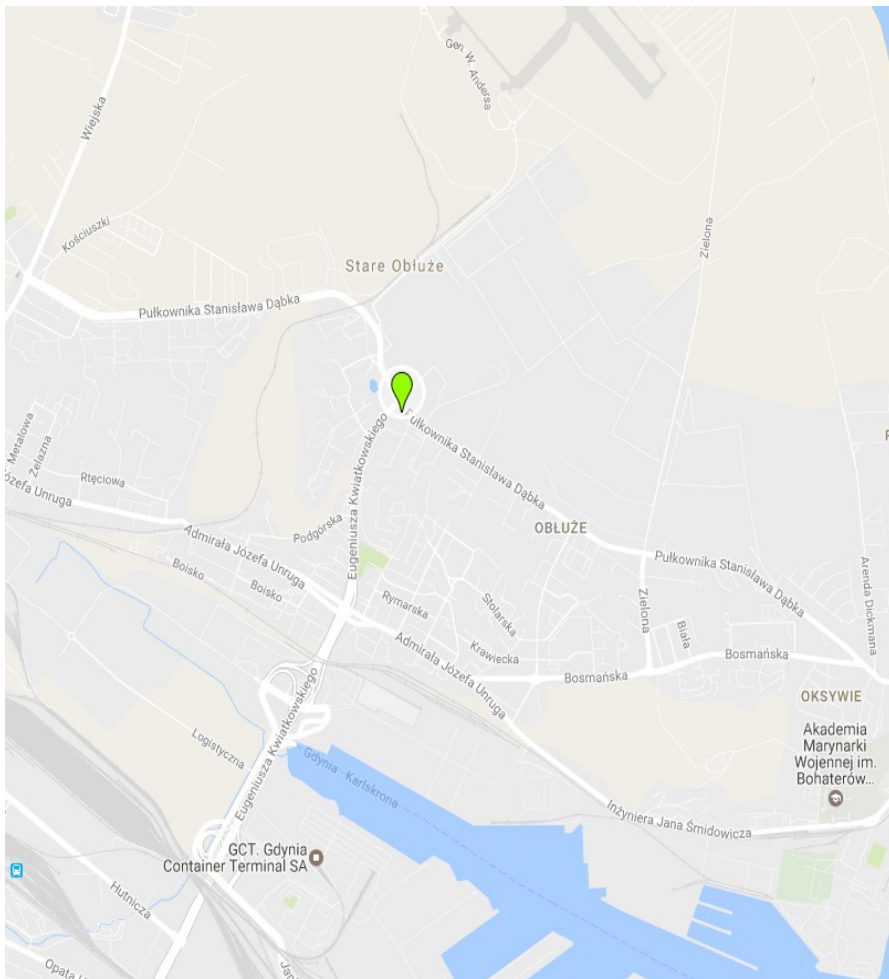 Gen. W. Andersa
Wiejska
Kościuszki
Zielona
Stare Obłuże
Pułkownika Stanisława Dąbka
Pułkownika Stanisława Dąbka
Eugeniusza Kwiatkowskiego
Metalowa
Żelazna
Rtęciowa
Józefa Unruga
OBŁUŻE
Podgórska
Admirała Józefa Unruga
Boisko
Boisko
Pułkownika Stanisława Dąbka
Arenda Dickmana
Rymarska
Stolarska
Zielona
Biała
Krawiecka
Admirała Józefa Unruga
Bosmańska
Bosmańska
OKSYWIE
Eugeniusza Kwiatkowskiego
Logistyczna
Gdynia - Karlskrona
Akademia
Marynarki
Wojennej im.
Bohaterów...
Inżyniera Jana Śmidowicza
GCT. Gdynia
Container Terminal SA
Hutnicza
Opata